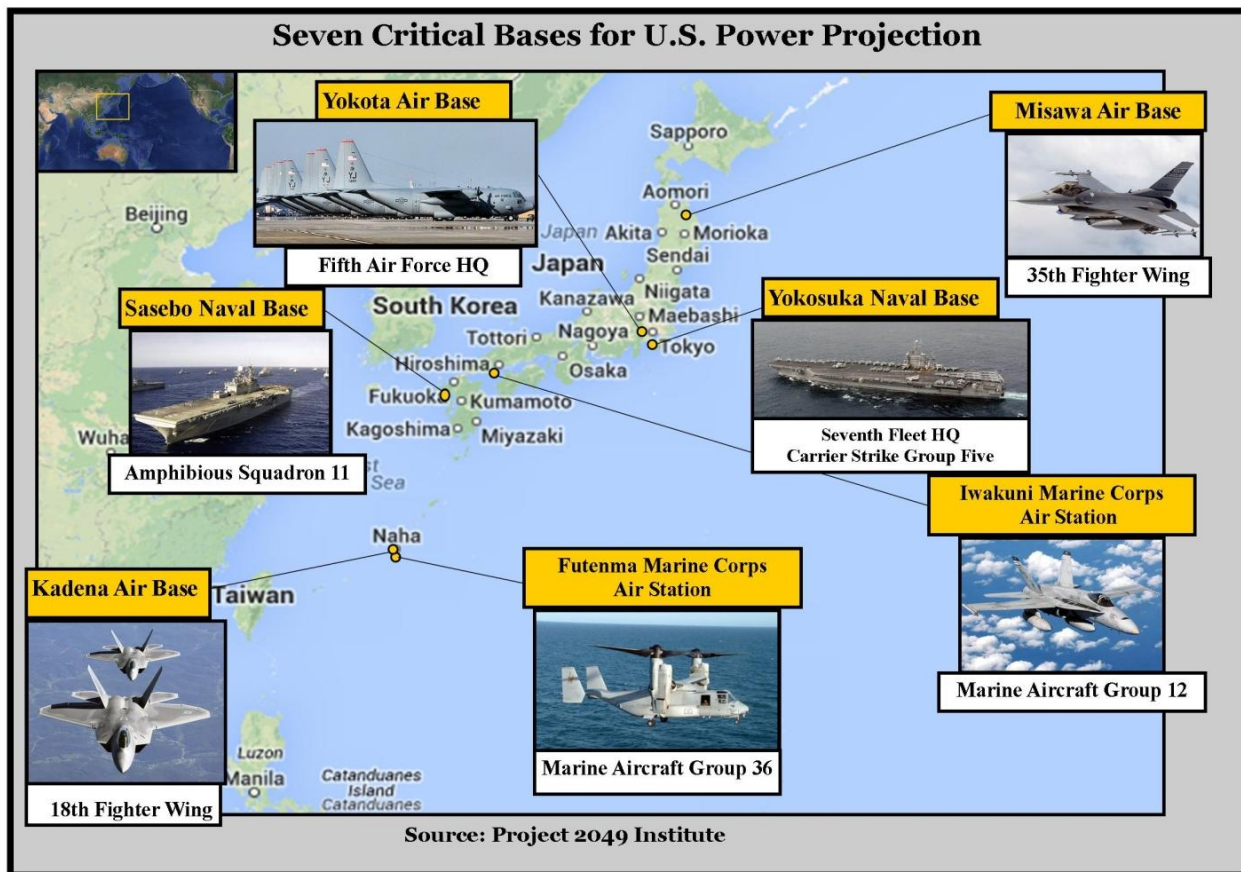 Seven Critical Bases for U.S. Power Projection
Yokota Air Base
Fifth Air Force HQ
Misawa Air Base
35th Fighter Wing
Sasebo Naval Base
Amphibious Squadron 11
Yokosuka Naval Base
Seventh Fleet HQ
Carrier Strike Group Five
Iwakuni Marine Corps
Air Station
Marine Aircraft Group 12
Kadena Air Base
18th Fighter Wing
Futenma Marine Corps
Air Station
Marine Aircraft Group 36
Sapporo
Aomori
Japan
Akita
Morioka
Sendai
Japan
Niigata
Kanazawa
Maebashi
South Korea
Nagoya
Tokyo
Tottori
Osaka
Hiroshima
Fukuoka
Kumamoto
Kagoshima
Miyazaki
Beijing
Wuha
Sea
Naha
Taiwan
Luzon
Manila
Catanduanes
Island
Catanduanes
YJ
YJ
Source: Project 2049 Institute